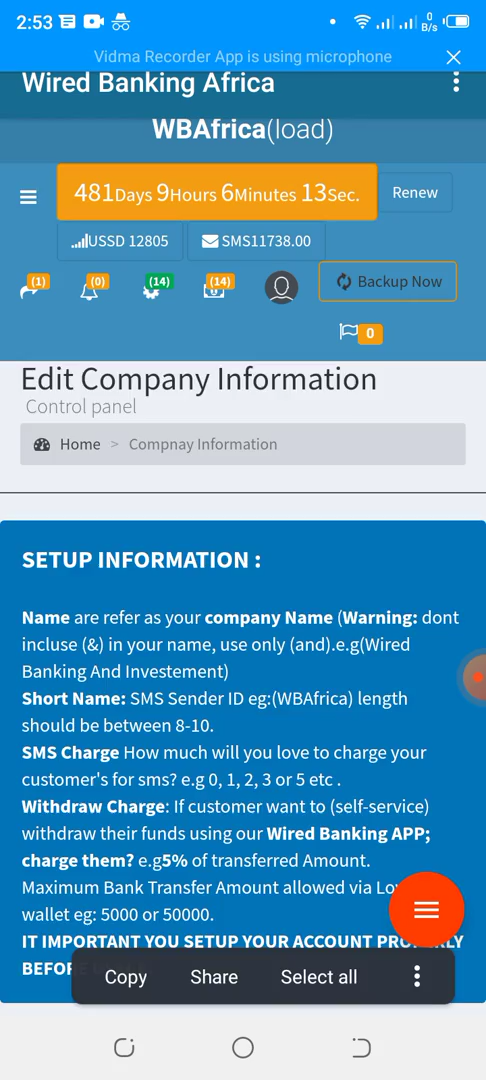 2:53
0 B/s
Vidma Recorder App is using microphone
Wired Banking Africa
WBAfrica(load)
481Days 9Hours 6Minutes 13Sec.
Renew
USSD 12805
SMS11738.00
(1)
(0)
(14)
(14)
Backup Now
0
Edit Company Information
Control panel
Home > Compnay Information
SETUP INFORMATION :
Name are refer as your company Name (Warning: dont
incluse (&) in your name, use only (and).e.g(Wired
Banking And Investement)
Short Name: SMS Sender ID eg:(WBAfrica) length
should be between 8-10.
SMS Charge How much will you love to charge your
customer's for sms? e.g 0, 1, 2, 3 or 5 etc .
Withdraw Charge: If customer want to (self-service)
withdraw their funds using our Wired Banking APP;
charge them? e.g5% of transferred Amount.
Maximum Bank Transfer Amount allowed via
wallet eg: 5000 or 50000.
IT IMPORTANT YOU SETUP YOUR ACCOUNT PROPERLY
Copy
Share
Select all